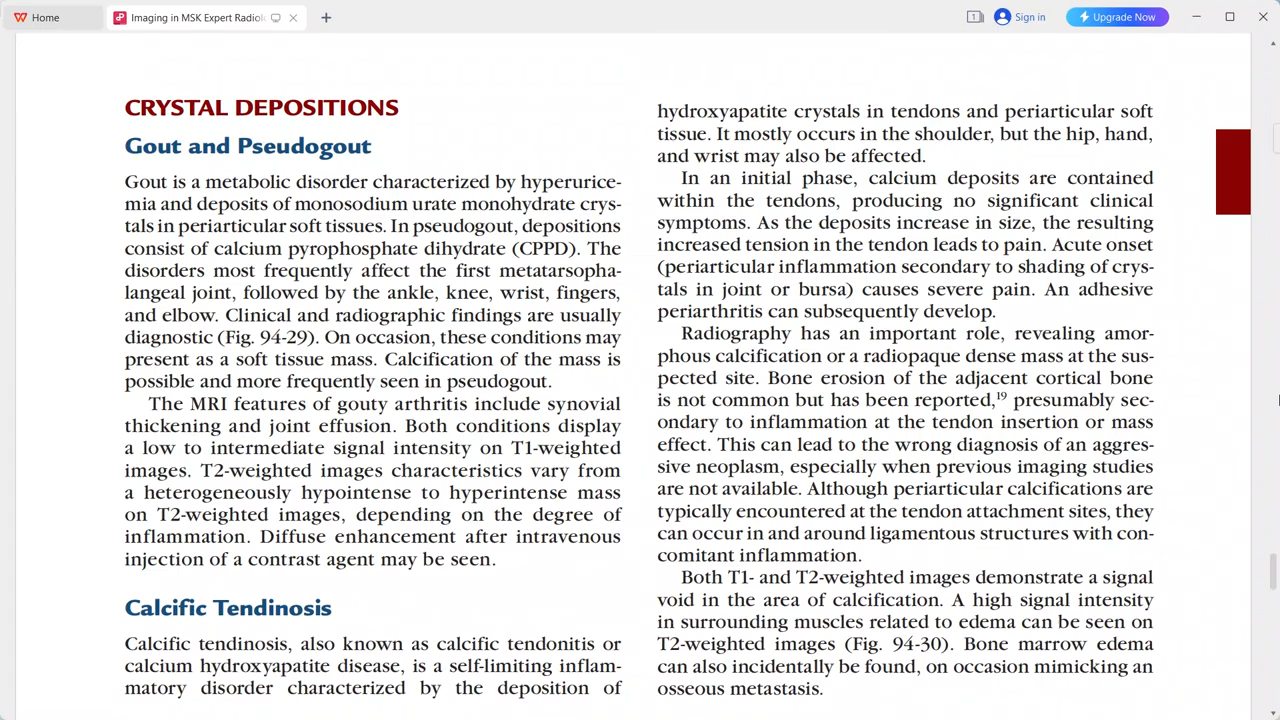 Home
Imaging in MSK Expert Radiol
Sign in
Upgrade Now
CRYSTAL DEPOSITIONS
Gout and Pseudogout
Gout is a metabolic disorder characterized by hyperurice-
mia and deposits of monosodium urate monohydrate crys-
tals in periarticular soft tissues. In pseudogout, depositions
consist of calcium pyrophosphate dihydrate (CPPD). The
disorders most frequently affect the first metatarsopha-
langeal joint, followed by the ankle, knee, wrist, fingers,
and elbow. Clinical and radiographic findings are usually
diagnostic (Fig. 94-29). On occasion, these conditions may
present as a soft tissue mass. Calcification of the mass is
possible and more frequently seen in pseudogout.
The MRI features of gouty arthritis include synovial
thickening and joint effusion. Both conditions display
a low to intermediate signal intensity on T1-weighted
images. T2-weighted images characteristics vary from
a heterogeneously hypointense to hyperintense mass
on T2-weighted images, depending on the degree of
inflammation. Diffuse enhancement after intravenous
injection of a contrast agent may be seen.
Calcific Tendinosis
Calcific tendinosis, also known as calcific tendonitis or
calcium hydroxyapatite disease, is a self-limiting inflam-
matory disorder characterized by the deposition of
hydroxyapatite crystals in tendons and periarticular soft
tissue. It mostly occurs in the shoulder, but the hip, hand,
and wrist may also be affected.
In an initial phase, calcium deposits are contained
within the tendons, producing no significant clinical
symptoms. As the deposits increase in size, the resulting
increased tension in the tendon leads to pain. Acute onset
(periarticular inflammation secondary to shading of crys-
tals in joint or bursa) causes severe pain. An adhesive
periarthritis can subsequently develop.
Radiography has an important role, revealing amor-
phous calcification or a radiopaque dense mass at the sus-
pected site. Bone erosion of the adjacent cortical bone
is not common but has been reported,19 presumably sec-
ondary to inflammation at the tendon insertion or mass
effect. This can lead to the wrong diagnosis of an aggres-
sive neoplasm, especially when previous imaging studies
are not available. Although periarticular calcifications are
typically encountered at the tendon attachment sites, they
can occur in and around ligamentous structures with con-
comitant inflammation.
Both T1- and T2-weighted images demonstrate a signal
void in the area of calcification. A high signal intensity
in surrounding muscles related to edema can be seen on
T2-weighted images (Fig. 94-30). Bone marrow edema
can also incidentally be found, on occasion mimicking an
osseous metastasis.